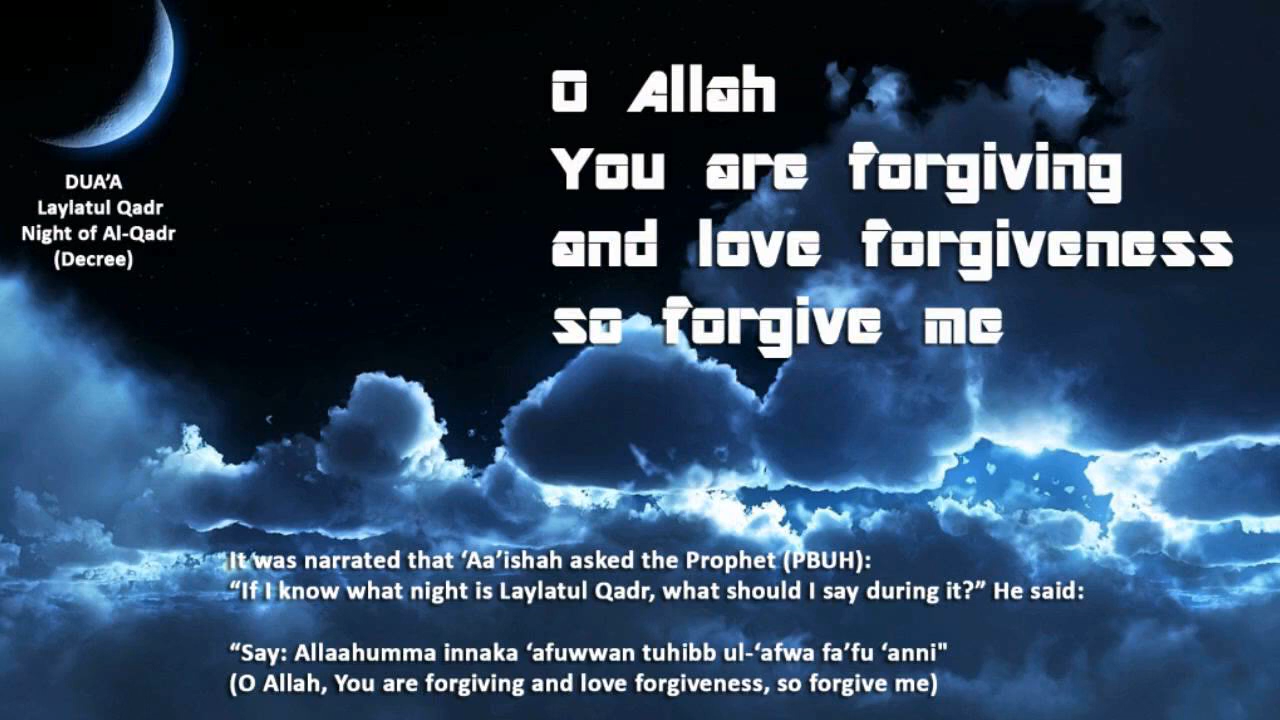 O Allah
You are forgiving
and love forgiveness
so forgive me
DUA’A
Laylatul Qadr
Night of Al-Qadr
(Decree)
It was narrated that ‘Aa’ishah asked the Prophet (PBUH):
“If I know what night is Laylatul Qadr, what should I say during it?” He said:
“Say: Allaahumma innaka ‘afuwwan tuhibb ul-‘afwa fa’fu ‘anni"
(O Allah, You are forgiving and love forgiveness, so forgive me)